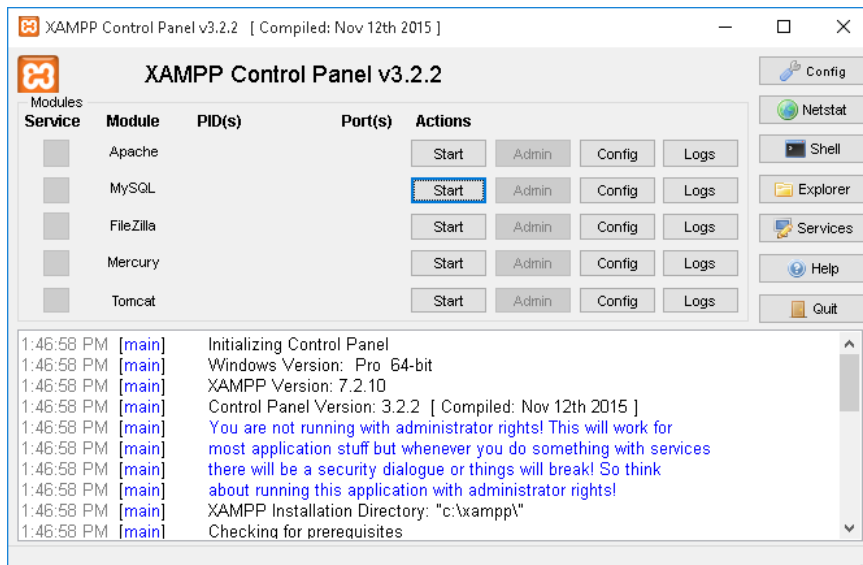 XAMPP Control Panel v3.2.2 [ Compiled: Nov 12th 2015 ]
XAMPP Control Panel v3.2.2
Config
Modules
Service Module PID(s) Port(s) Actions
Netstat
Apache Start Admin Config Logs
Shell
MySQL Start Admin Config Logs
Explorer
FileZilla Start Admin Config Logs
Services
Mercury Start Admin Config Logs
Help
Tomcat Start Admin Config Logs
Quit
1:46:58 PM [main] Initializing Control Panel
1:46:58 PM [main] Windows Version: Pro 64-bit
1:46:58 PM [main] XAMPP Version: 7.2.10
1:46:58 PM [main] Control Panel Version: 3.2.2 [ Compiled: Nov 12th 2015 ]
1:46:58 PM [main] You are not running with administrator rights! This will work for
1:46:58 PM [main] most application stuff but whenever you do something with services
1:46:58 PM [main] there will be a security dialogue or things will break! So think
1:46:58 PM [main] about running this application with administrator rights!
1:46:58 PM [main] XAMPP Installation Directory: "c:\xampp\"
1:46:58 PM [main] Checking for prerequisites